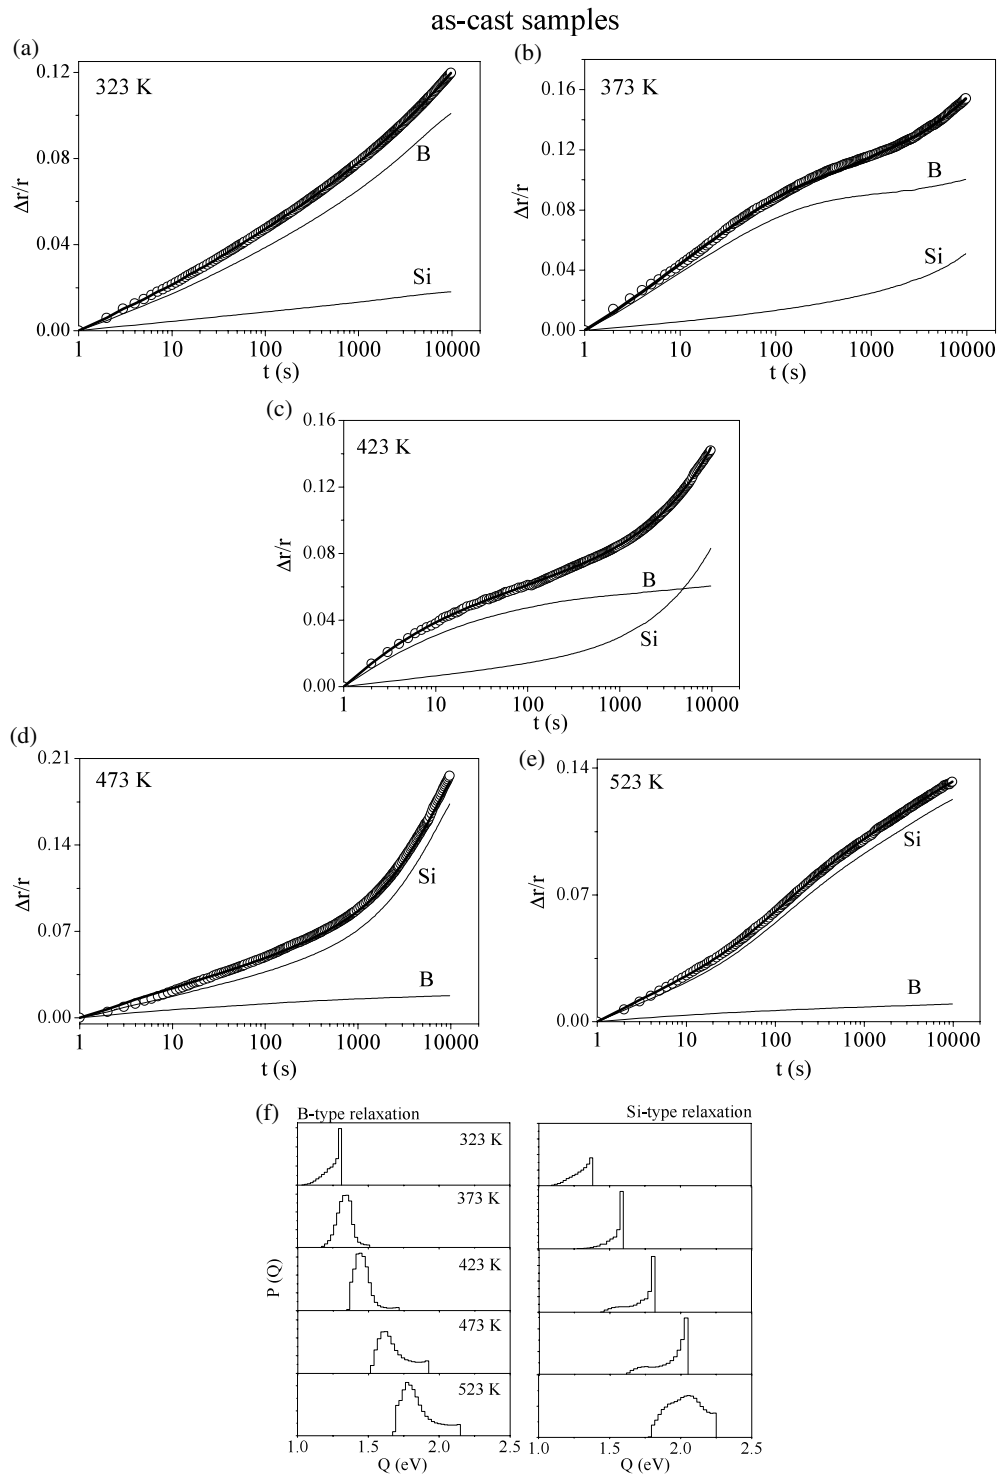 as-cast samples
(a)
323 K
0.12
0.08
0.04
0.00
Δr/r
B
Si
1 10 100 1000 10000
t (s)
(b)
373 K
0.16
0.12
0.08
0.04
0.00
Δr/r
B
Si
1 10 100 1000 10000
t (s)
(c)
423 K
0.16
0.12
0.08
0.04
0.00
Δr/r
B
Si
1 10 100 1000 10000
t (s)
(d)
473 K
0.21
0.14
0.07
0.00
Δr/r
Si
B
1 10 100 1000 10000
t (s)
(e)
523 K
0.14
0.07
0.00
Δr/r
Si
B
1 10 100 1000 10000
t (s)
(f)
B-type relaxation
Si-type relaxation
323 K
373 K
423 K
473 K
523 K
P (Q)
1.0 1.5 2.0 2.5
Q (eV)
1.0 1.5 2.0 2.5
Q (eV)